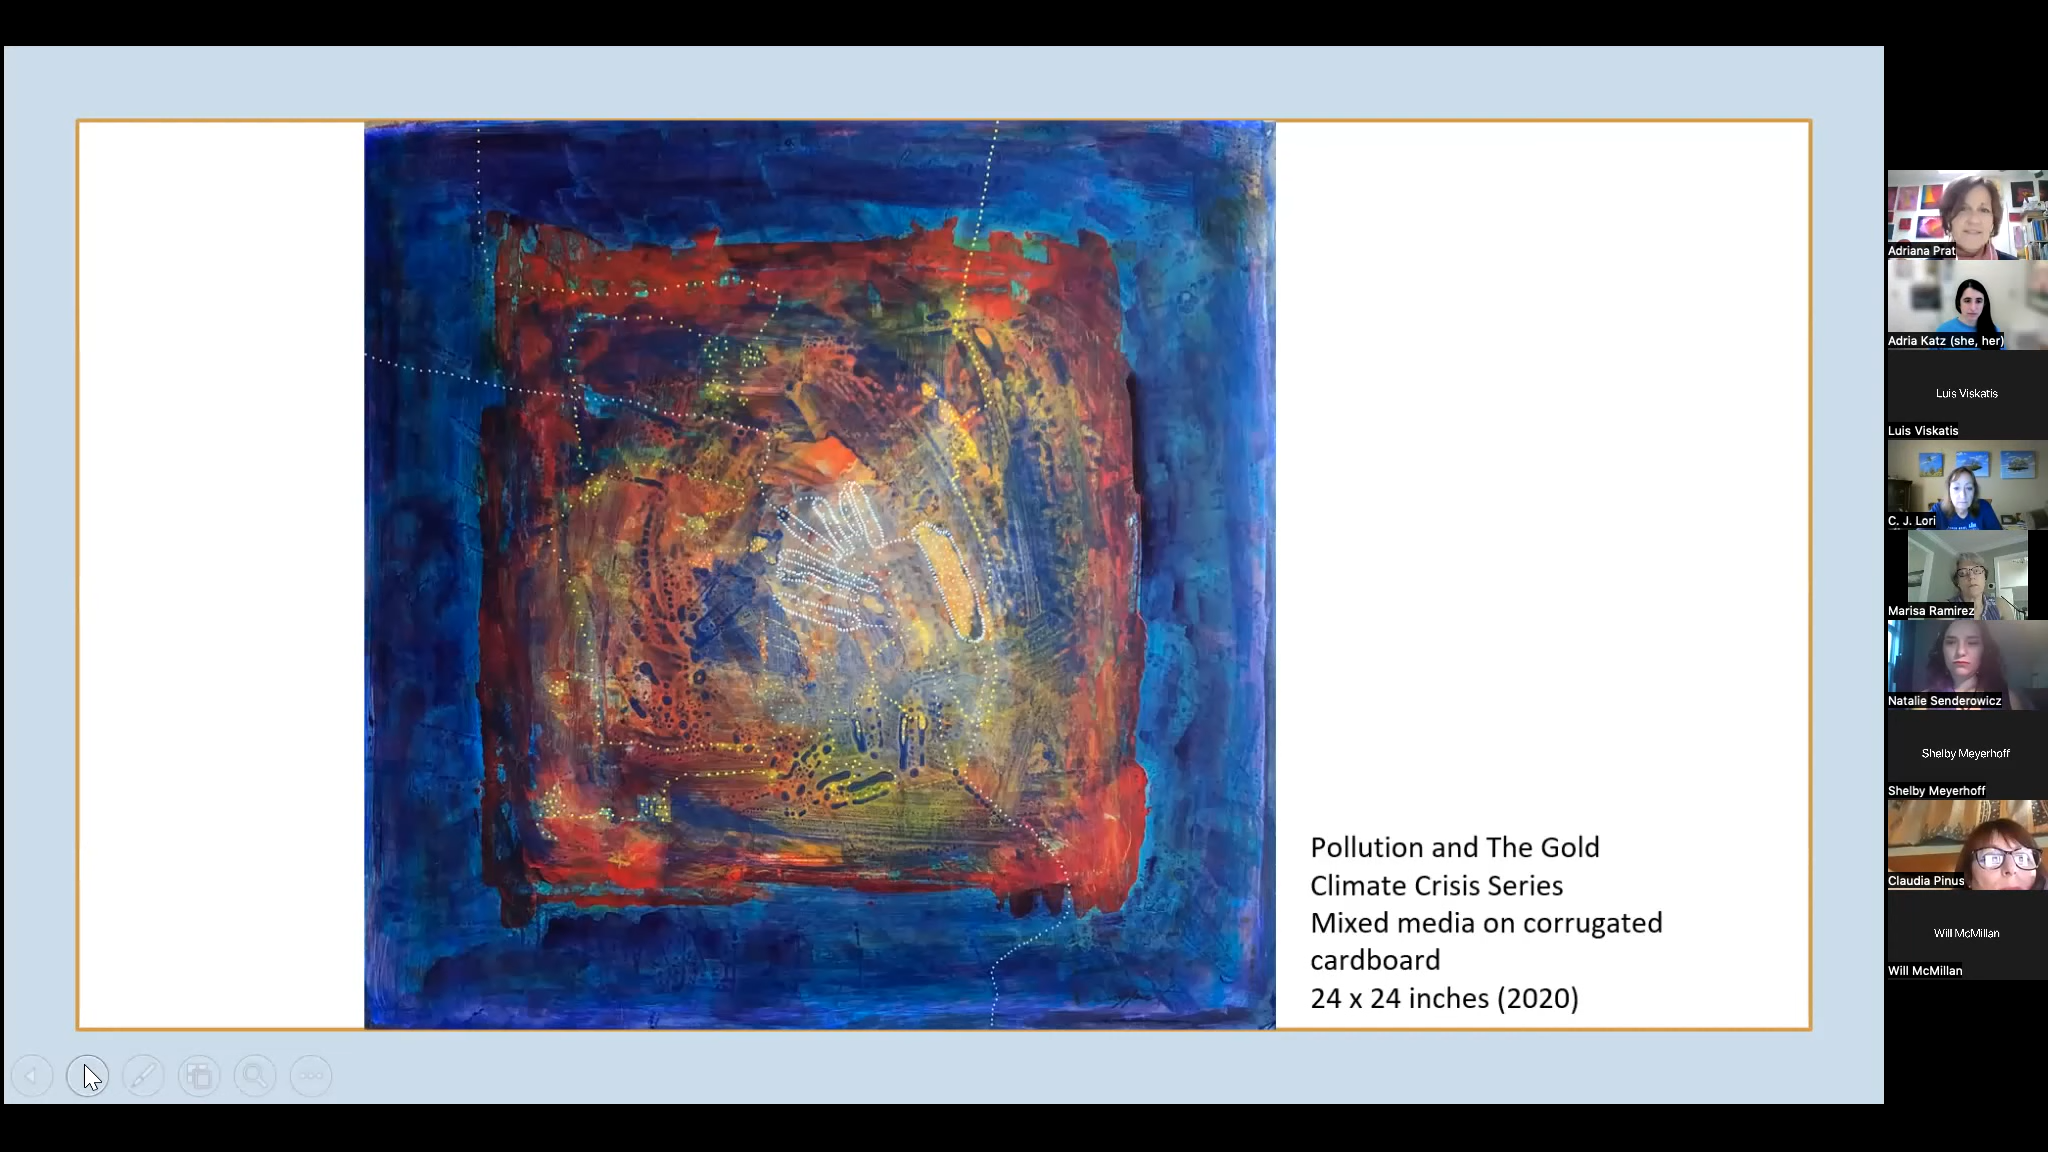 Pollution and The Gold
Climate Crisis Series
Mixed media on corrugated
cardboard
24 x 24 inches (2020)
Adriana Prat
Adria Katz (she, her)
Luis Viskatis
Luis Viskatis
C. J. Lori
Marisa Ramirez
Natalie Senderowicz
Shelby Meyerhoff
Shelby Meyerhoff
Claudia Pinus
Will McMillan
Will McMillan